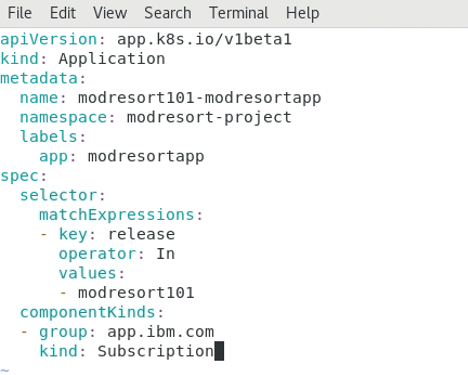 File Edit View Search Terminal Help
apiVersion: app.k8s.io/v1beta1
kind: Application
metadata:
  name: modresort101-modresortapp
  namespace: modresort-project
  labels:
    app: modresortapp
spec:
  selector:
    matchExpressions:
    - key: release
      operator: In
      values:
      - modresort101
  componentKinds:
  - group: app.ibm.com
    kind: Subscription
~